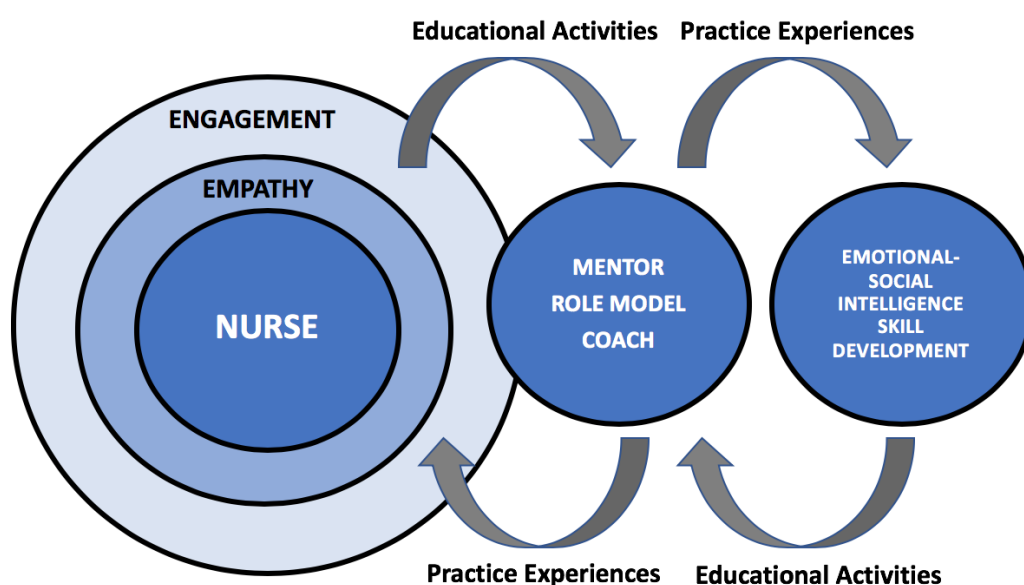 Educational Activities
Practice Experiences
ENGAGEMENT
EMPATHY
NURSE
MENTOR
ROLE MODEL
COACH
EMOTIONAL-
SOCIAL
INTELLIGENCE
SKILL
DEVELOPMENT
Practice Experiences
Educational Activities